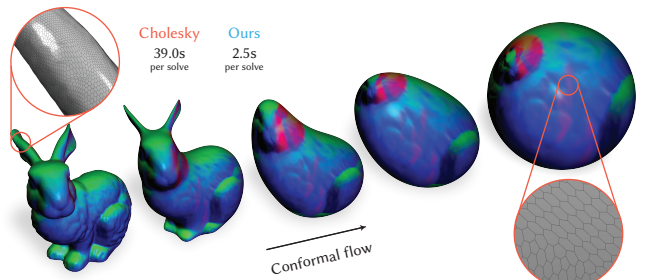 Cholesky Ours
39.0s 2.5s
per solve per solve
Conformal flow